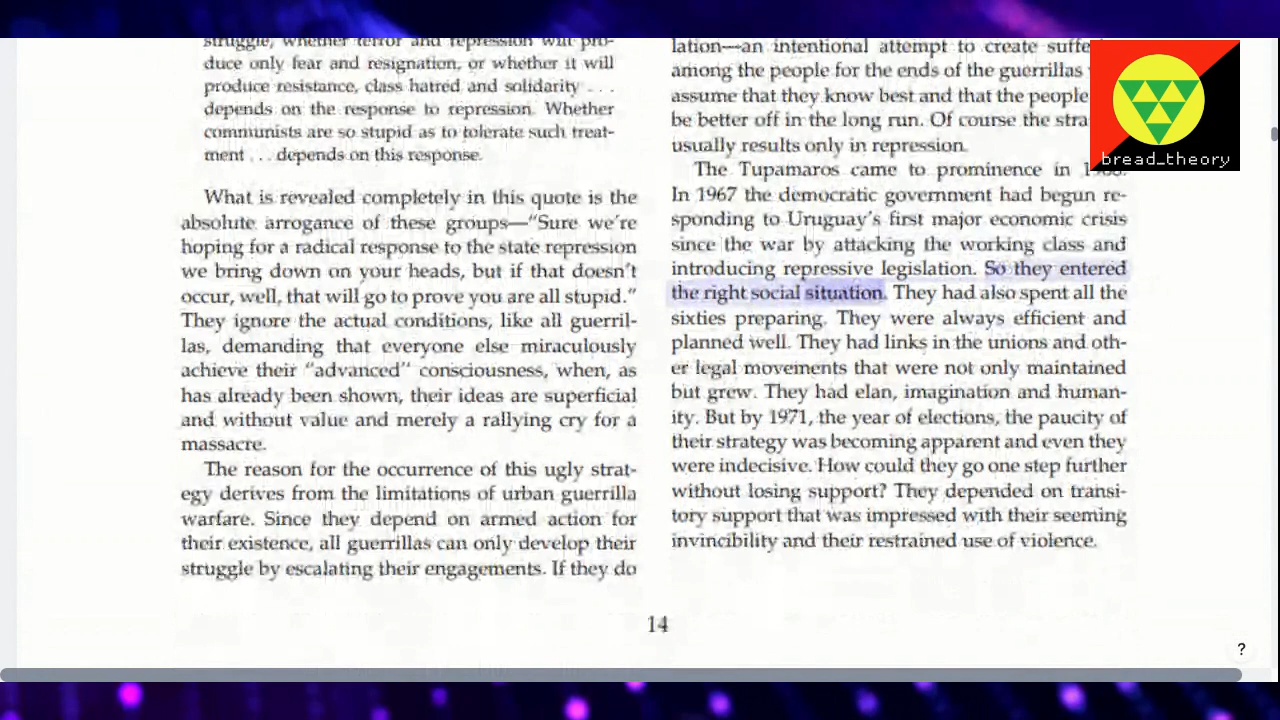 struggle, whether terror and repression will pro-
duce only fear and resignation, or whether it will
produce resistance, class hatred and solidarity . . .
depends on the response to repression. Whether
communists are so stupid as to tolerate such treat-
ment . . . depends on this response.
What is revealed completely in this quote is the
absolute arrogance of these groups—“Sure we’re
hoping for a radical response to the state repression
we bring down on your heads, but if that doesn’t
occur, well, that will go to prove you are all stupid.”
They ignore the actual conditions, like all guerril-
las, demanding that everyone else miraculously
achieve their “advanced” consciousness, when, as
has already been shown, their ideas are superficial
and without value and merely a rallying cry for a
massacre.
The reason for the occurrence of this ugly strat-
egy derives from the limitations of urban guerrilla
warfare. Since they depend on armed action for
their existence, all guerrillas can only develop their
struggle by escalating their engagements. If they do
lation—an intentional attempt to create
among the people for the ends of the guerrillas
assume that they know best and that the people
be better off in the long run. Of course the
usually results only in repression.
The Tupamaros came to prominence in
In 1967 the democratic government had begun re-
sponding to Uruguay’s first major economic crisis
since the war by attacking the working class and
introducing repressive legislation. So they entered
the right social situation. They had also spent all the
sixties preparing. They were always efficient and
planned well. They had links in the unions and oth-
er legal movements that were not only maintained
but grew. They had elan, imagination and human-
ity. But by 1971, the year of elections, the paucity of
their strategy was becoming apparent and even they
were indecisive. How could they go one step further
without losing support? They depended on transi-
tory support that was impressed with their seeming
invincibility and their restrained use of violence.
14
?
bread_theory